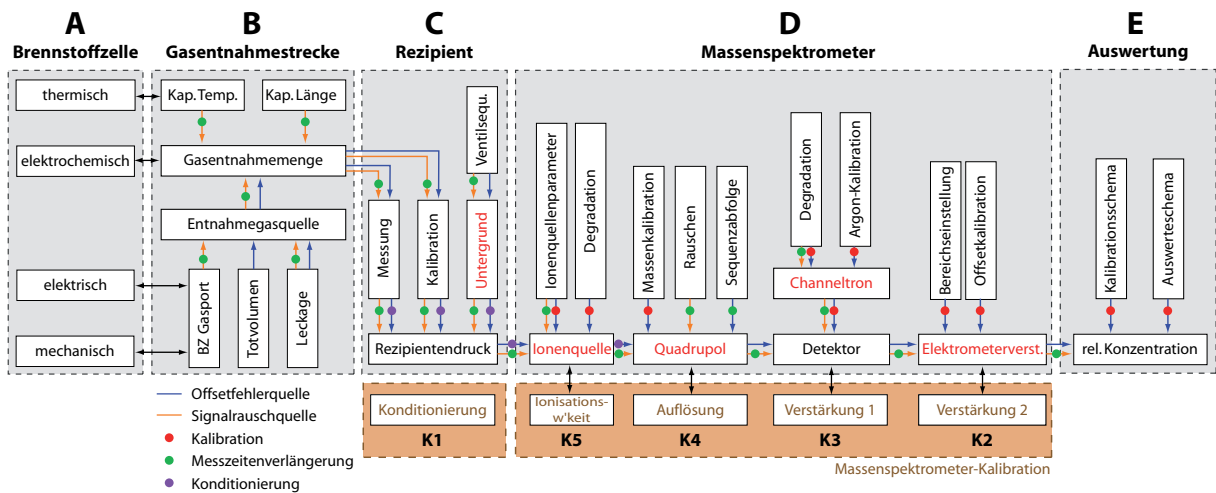 A
B
C
D
E
Brennstoffzelle
Gasentnahmestrecke
Rezipient
Massenspektrometer
Auswertung
thermisch
Kap.Temp.
Kap.Länge
elektrochemisch
Gasentnahmemenge
Entnahmegasquelle
elektrisch
mechanisch
BZ Gasport
Totvolumen
Leckage
Ventilsequ.
Messung
Kalibration
Untergrund
Rezipientendruck
Ionenquellenparameter
Degradation
Massenkalibration
Rauschen
Sequenzabfolge
Degradation
Argon-Kalibration
Channeltron
Bereichseinstellung
Offsetkalibration
Kalibrationsschema
Auswerteschema
Ionenquelle
Quadrupol
Detektor
Elektrometerverst.
rel. Konzentration
Offsetfehlerquelle
Signalrauschquelle
Kalibration
Messzeitenverlängerung
Konditionierung
Konditionierung
K1
Ionisations-
w'keit
K5
Auflösung
K4
Verstärkung 1
K3
Verstärkung 2
K2
Massenspektrometer-Kalibration